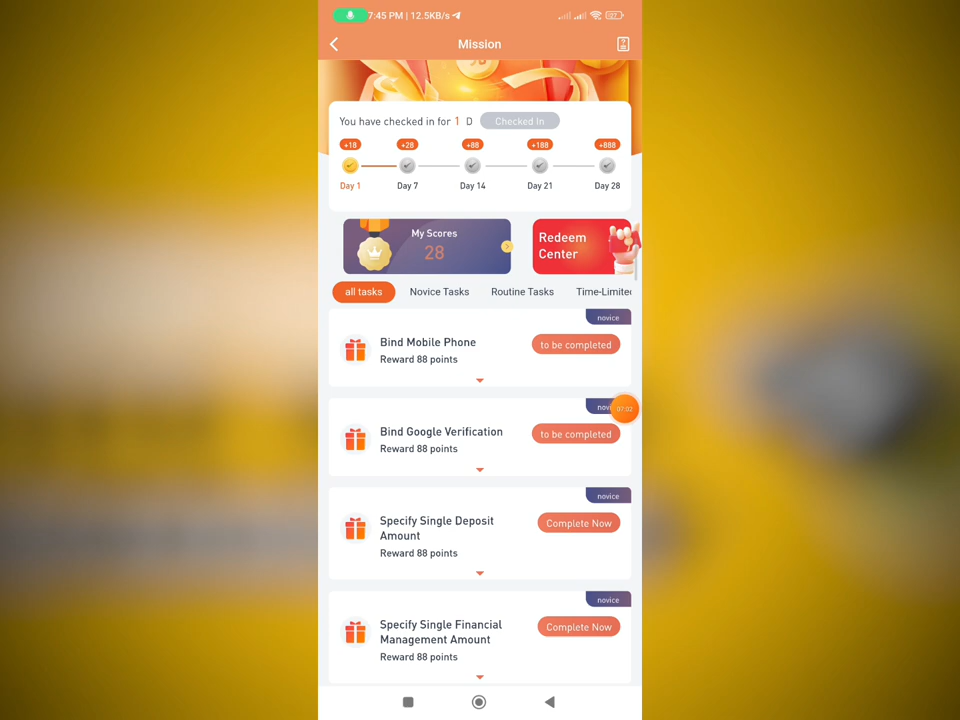 7:45 PM | 12.5KB/s
Mission
You have checked in for 1 D
Checked In
+18 +28 +88 +188 +888
Day 1 Day 7 Day 14 Day 21 Day 28
My Scores
28
Redeem
Center
all tasks Novice Tasks Routine Tasks Time-Limited
novice
Bind Mobile Phone
to be completed
Reward 88 points
07:02
Bind Google Verification
to be completed
Reward 88 points
novice
Specify Single Deposit
Amount
Complete Now
Reward 88 points
novice
Specify Single Financial
Management Amount
Complete Now
Reward 88 points